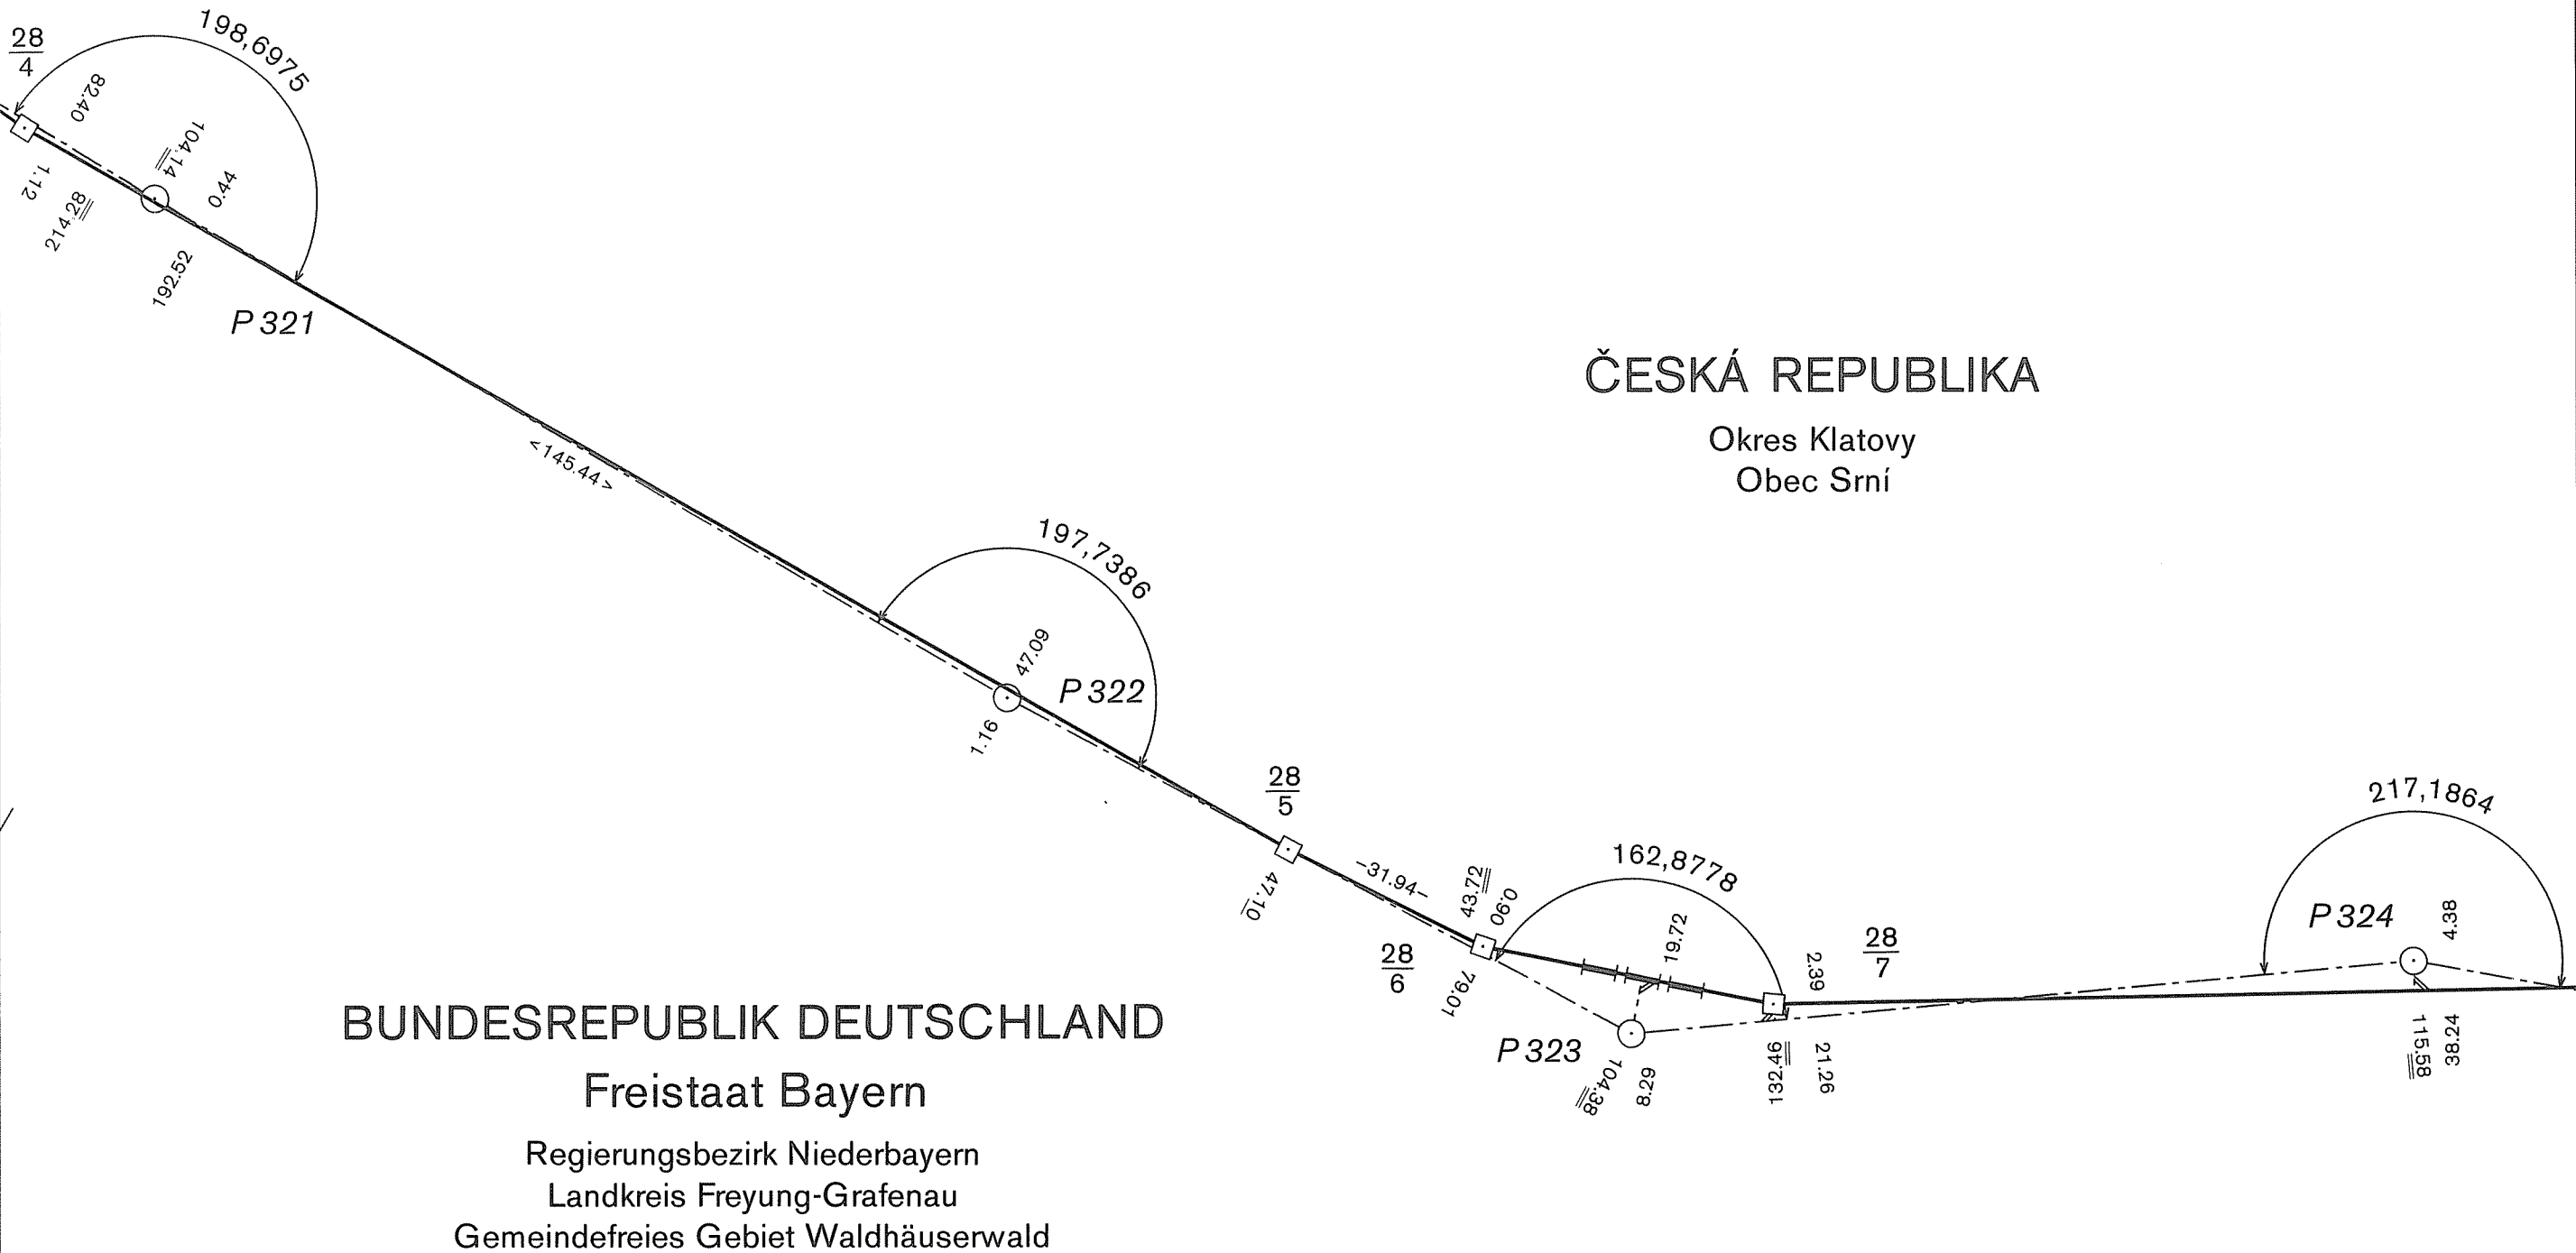 198,6975
28
4
82.40
104.14
0.44
1.12
214.28
192.52
P 321
<145.44>
ČESKÁ REPUBLIKA
Okres Klatovy
Obec Srní
197,7386
47.09
P 322
1.16
28
5
47.10
-31.94-
43.72
0.90
162,8778
19.72
28
6
79.01
P 323
104.38
8.29
2.39
28
7
132.46
21.26
217,1864
P 324
4.38
115.58
38.24
BUNDESREPUBLIK DEUTSCHLAND
Freistaat Bayern
Regierungsbezirk Niederbayern
Landkreis Freyung-Grafenau
Gemeindefreies Gebiet Waldhäuserwald